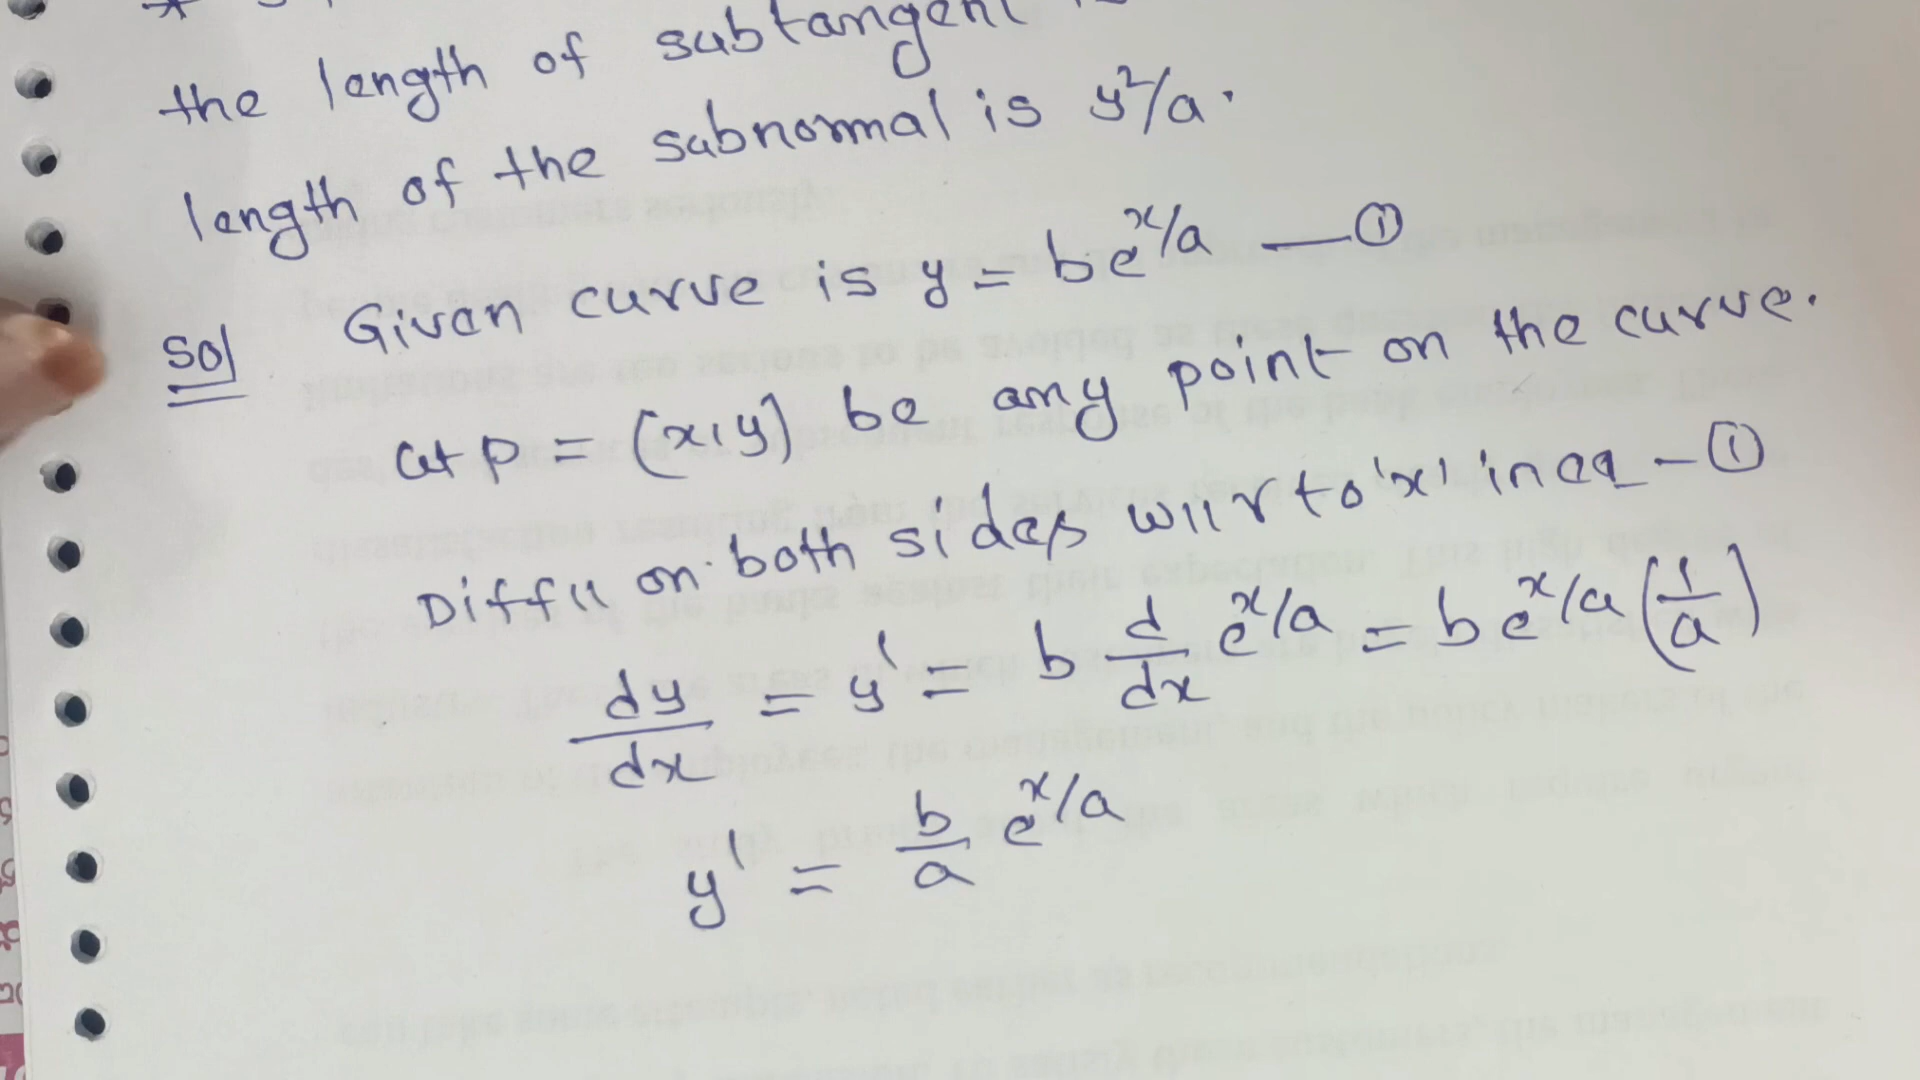 the length of subtangent
length of the subnormal is y²/a.
Sol Given curve is y = be^x/a —①
let p = (x,y) be any point on the curve.
Diff" on both sides w"r to 'x' in eq - ①
dy/dx = y' = b d/dx e^x/a = be^x/a (1/a)
y' = b/a e^x/a